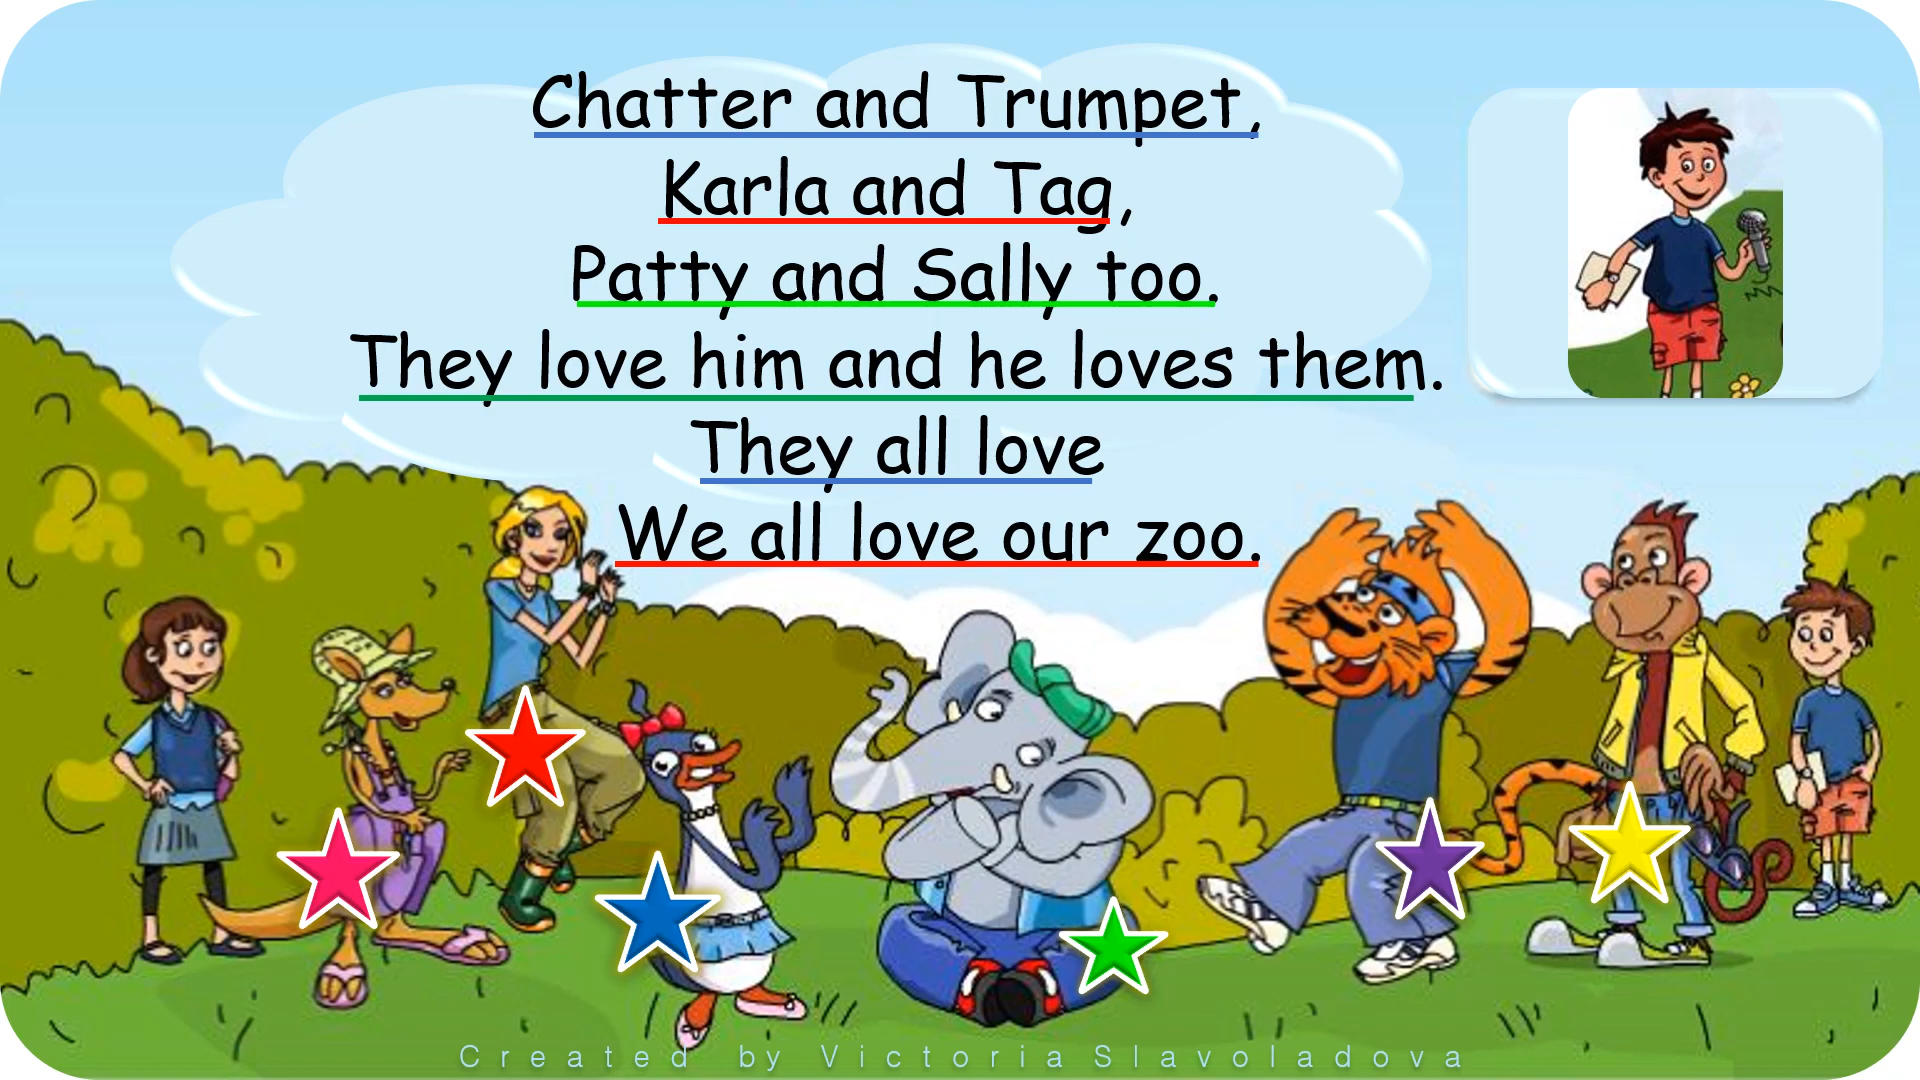 Chatter and Trumpet,
Karla and Tag,
Patty and Sally too.
They love him and he loves them.
They all love
We all love our zoo.
Created by Victoria Slavoladova